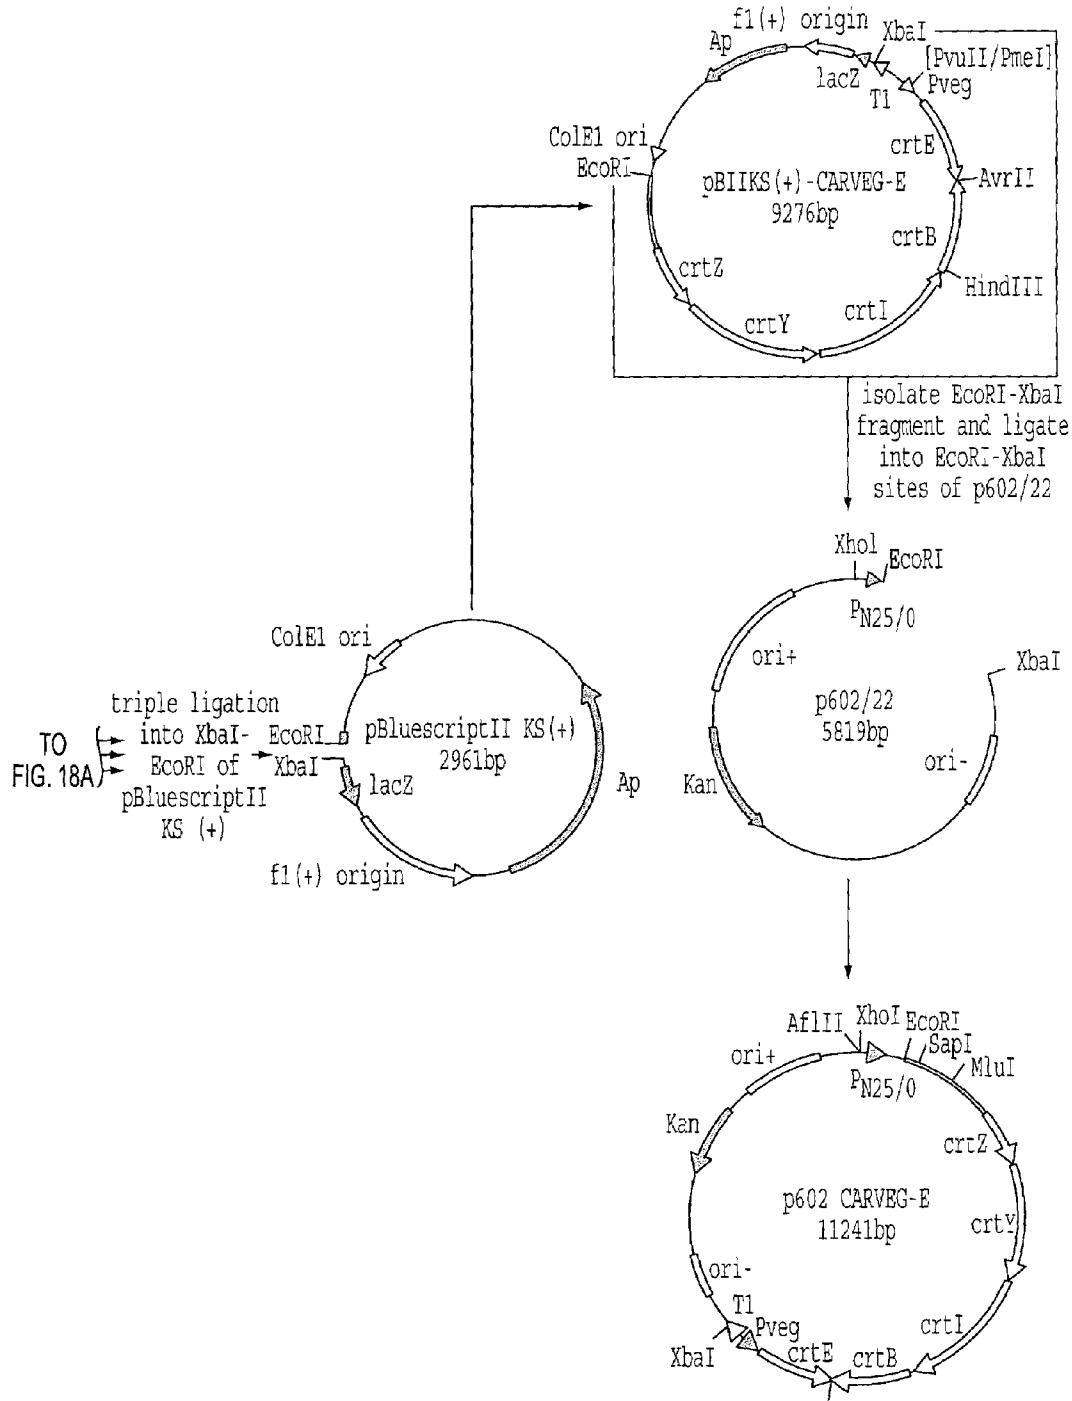 f1(+) origin
XbaI
Ap
[PvuII/PmeI]
lacZ
T1
Pveg
ColE1 ori
crtE
EcoRI
pBIIKS(+)-CARVEG-E
9276bp
AvrII
crtB
crtZ
HindIII
crtI
crtY
isolate EcoRI-XbaI
fragment and ligate
into EcoRI-XbaI
sites of p602/22
XhoI
EcoRI
PN25/0
ori+
XbaI
p602/22
5819bp
ori-
Kan
ColE1 ori
triple ligation
into XbaI-
EcoRI of
pBluescriptII
KS (+)
TO
FIG. 18A
EcoRI
XbaI
pBluescriptII KS(+)
2961bp
lacZ
Ap
f1(+) origin
AflII
XhoI
EcoRI
SapI
MluI
ori+
PN25/0
Kan
crtZ
p602 CARVEG-E
11241bp
crtY
ori-
T1
Pveg
crtI
XbaI
crtE
crtB